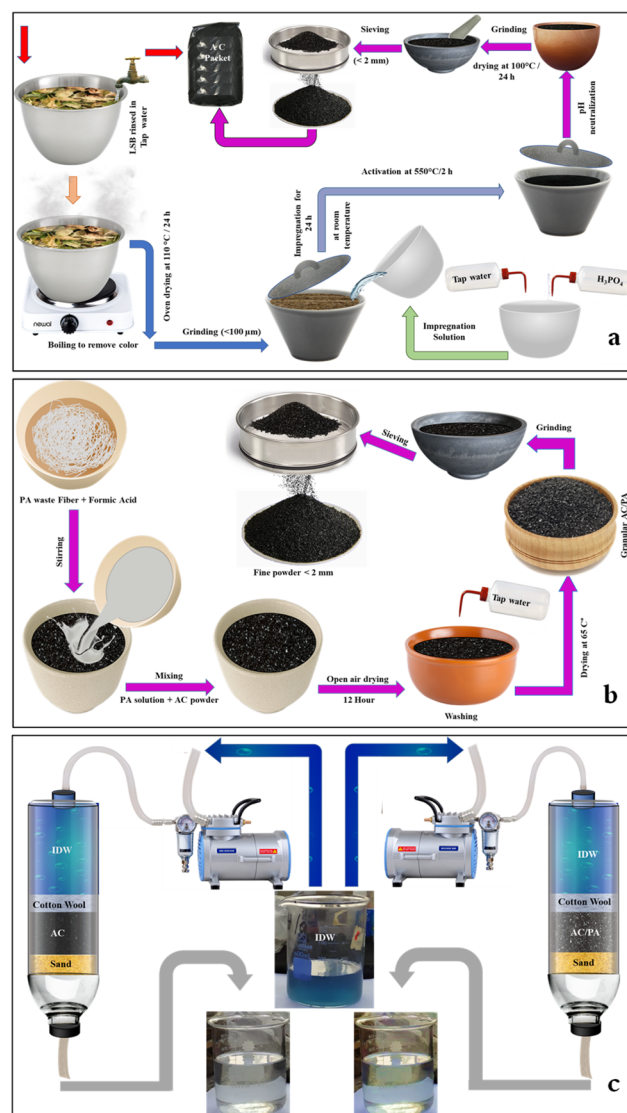 A/C
Packet
Sieving
(< 2 mm)
Grinding
drying at 100°C /
24 h
LSB rinsed in
Tap water
pH
neutralization
Activation at 550°C/2 h
Impregnation for
24 h
at room
temperature
Oven drying at 110 °C / 24 h
newal
Boiling to remove color
Grinding (<100 µm)
Tap water
H₃PO₄
Impregnation
Solution
a
PA waste Fiber + Formic Acid
Sieving
Grinding
Fine powder < 2 mm
Granular AC/PA
Stirring
Tap water
Mixing
PA solution + AC powder
Open air drying
12 Hour
Washing
Drying at 65 C°
b
IDW
Cotton Wool
AC
Sand
IDW
IDW
Cotton Wool
AC/PA
Sand
c